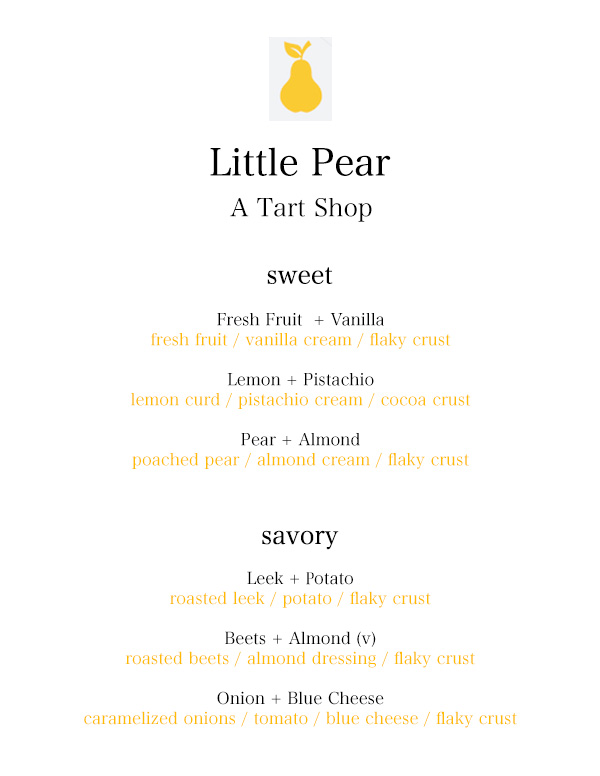 Little Pear
A Tart Shop
sweet
Fresh Fruit  + Vanilla
fresh fruit / vanilla cream / flaky crust
Lemon + Pistachio
lemon curd / pistachio cream / cocoa crust
Pear + Almond
poached pear / almond cream / flaky crust
savory
Leek + Potato
roasted leek / potato / flaky crust
Beets + Almond (v)
roasted beets / almond dressing / flaky crust
Onion + Blue Cheese
caramelized onions / tomato / blue cheese / flaky crust